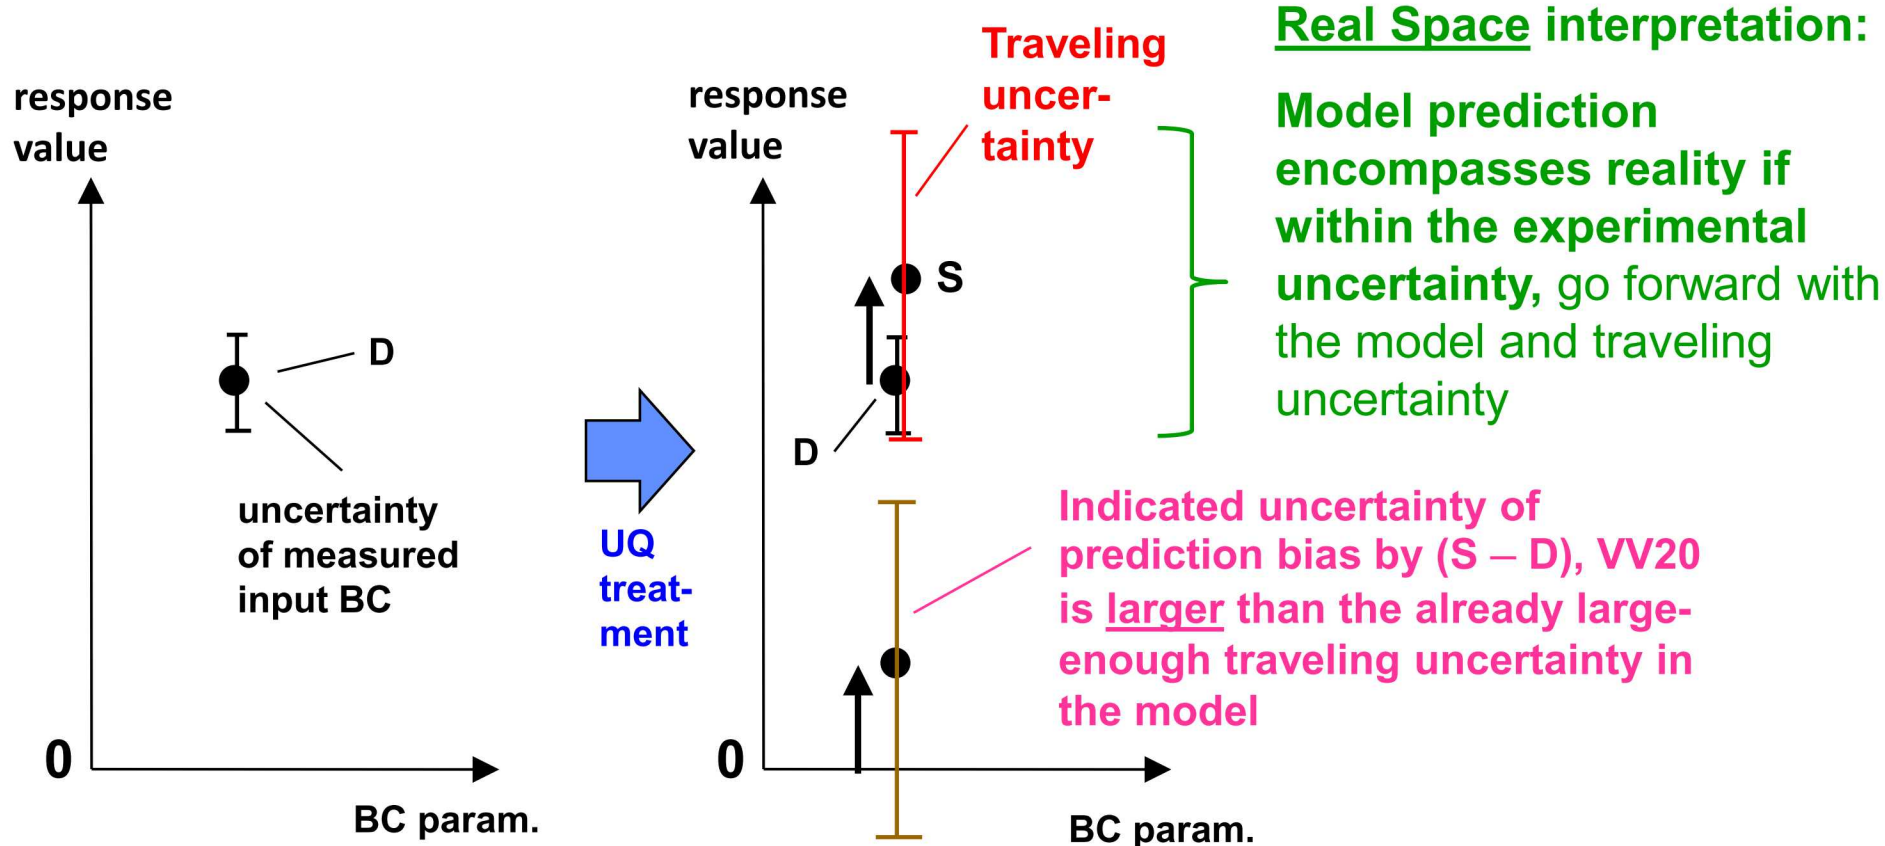 response
value
D
uncertainty
of measured
input BC
0
BC param.
UQ
treat-
ment
response
value
Traveling
uncer-
tainty
S
D
0
BC param.
Real Space interpretation:
Model prediction
encompasses reality if
within the experimental
uncertainty, go forward with
the model and traveling
uncertainty
Indicated uncertainty of
prediction bias by (S – D), VV20
is larger than the already large-
enough traveling uncertainty in
the model